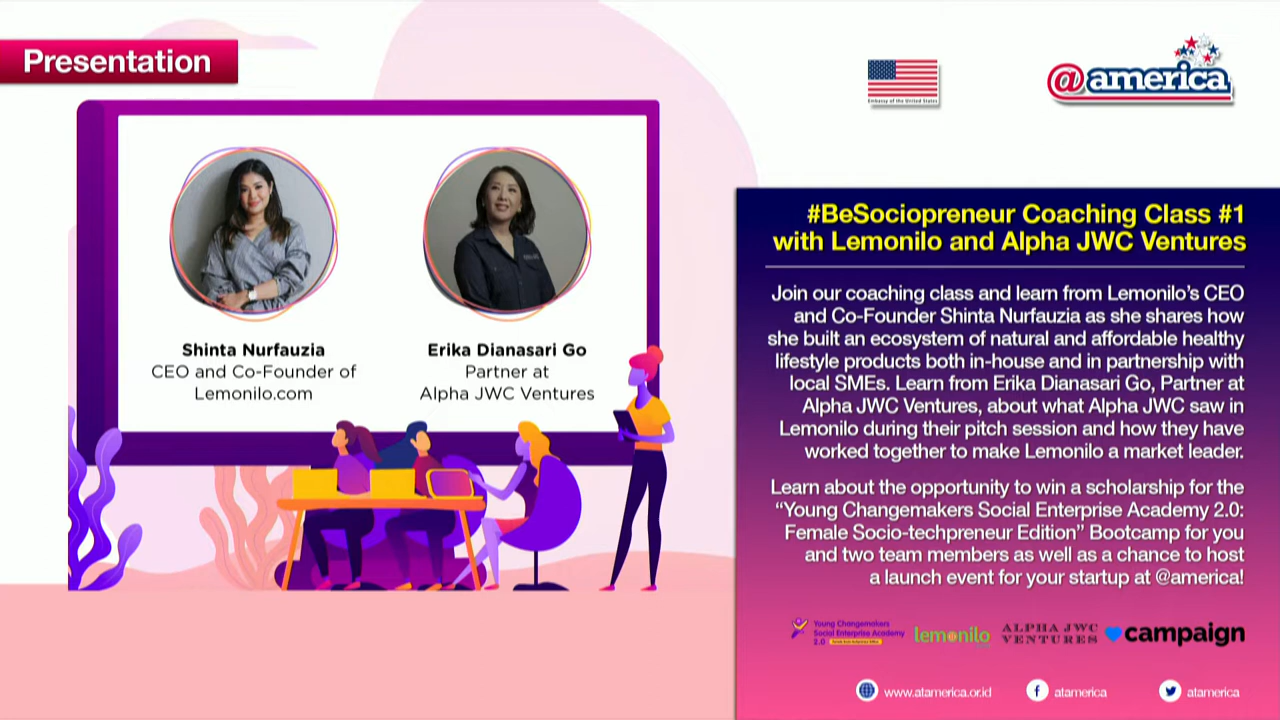 Presentation
Embassy of the United States
@america
Shinta Nurfauzia
CEO and Co-Founder of
Lemonilo.com
Erika Dianasari Go
Partner at
Alpha JWC Ventures
#BeSociopreneur Coaching Class #1
with Lemonilo and Alpha JWC Ventures
Join our coaching class and learn from Lemonilo's CEO
and Co-Founder Shinta Nurfauzia as she shares how
she built an ecosystem of natural and affordable healthy
lifestyle products both in-house and in partnership with
local SMEs. Learn from Erika Dianasari Go, Partner at
Alpha JWC Ventures, about what Alpha JWC saw in
Lemonilo during their pitch session and how they have
worked together to make Lemonilo a market leader.
Learn about the opportunity to win a scholarship for the
“Young Changemakers Social Enterprise Academy 2.0:
Female Socio-techpreneur Edition” Bootcamp for you
and two team members as well as a chance to host
a launch event for your startup at @america!
Young Changemakers
Social Enterprise Academy
2.0
lemonilo
ALPHA JWC
VENTURES
campaign
www.atamerica.or.id
atamerica
atamerica